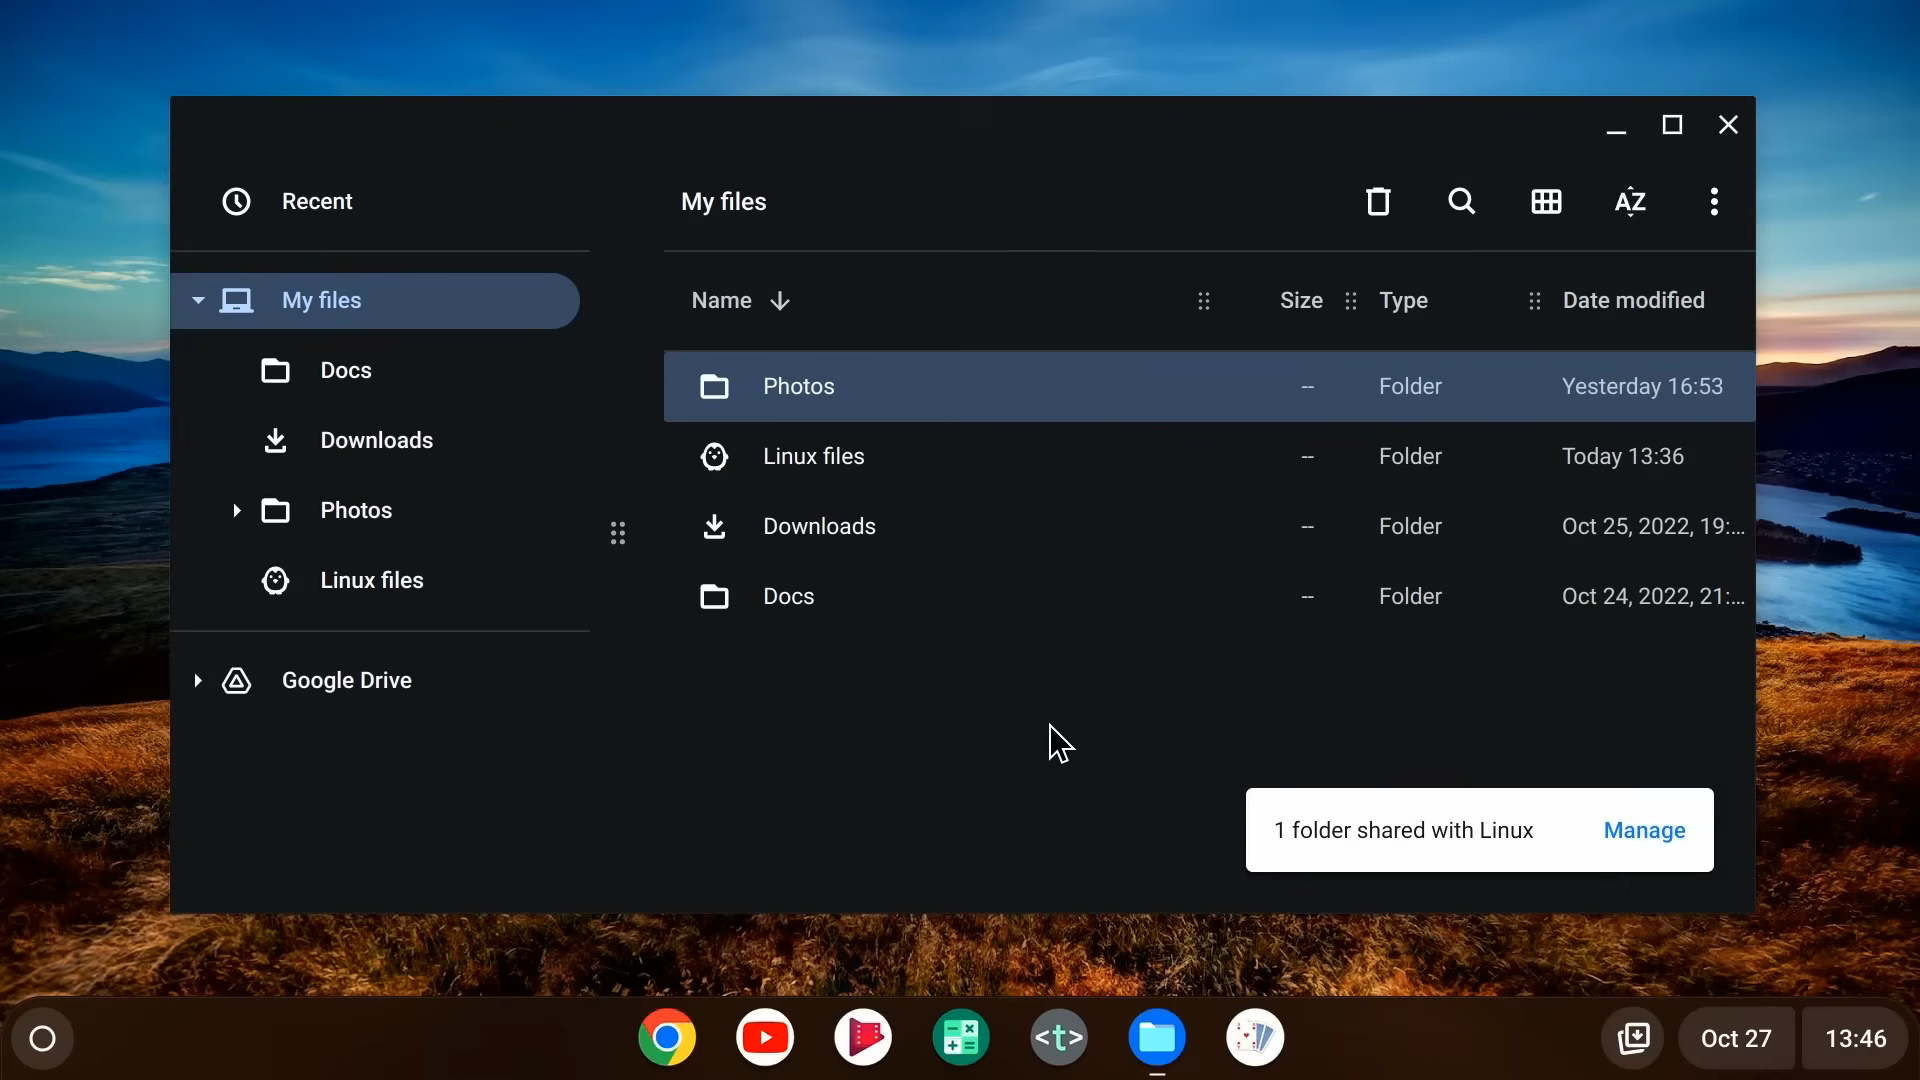 Recent
My files
Docs
Downloads
Photos
Linux files
Google Drive
My files
AZ
Name Size Type Date modified
Photos -- Folder Yesterday 16:53
Linux files -- Folder Today 13:36
Downloads -- Folder Oct 25, 2022, 19:...
Docs -- Folder Oct 24, 2022, 21:...
1 folder shared with Linux Manage
<t>
Oct 27 13:46